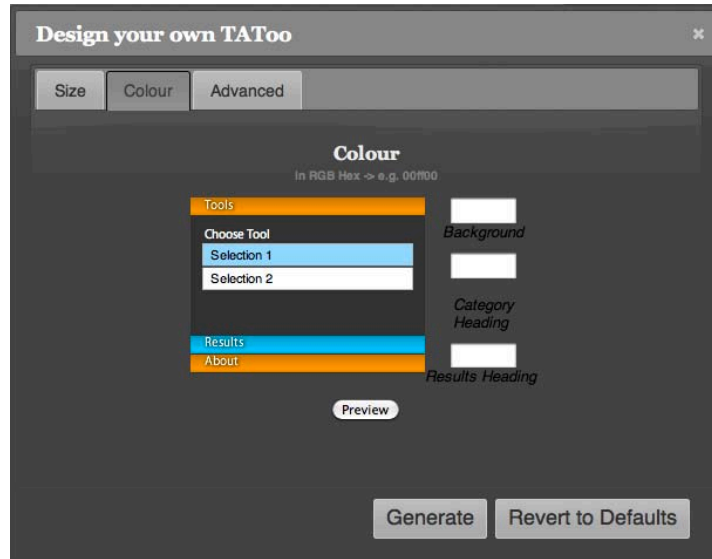 Design your own TAToo
Size Colour Advanced
Colour
in RGB Hex -> e.g. 00ff00
Tools
Choose Tool
Selection 1
Selection 2
Results
About
Background
Category
Heading
Results Heading
Preview
Generate Revert to Defaults